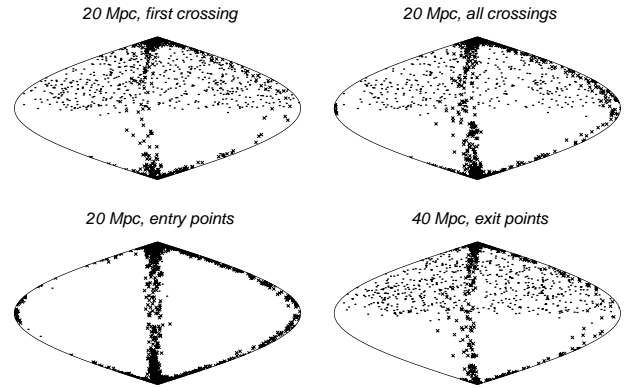 20 Mpc, first crossing
20 Mpc, all crossings
20 Mpc, entry points
40 Mpc, exit points